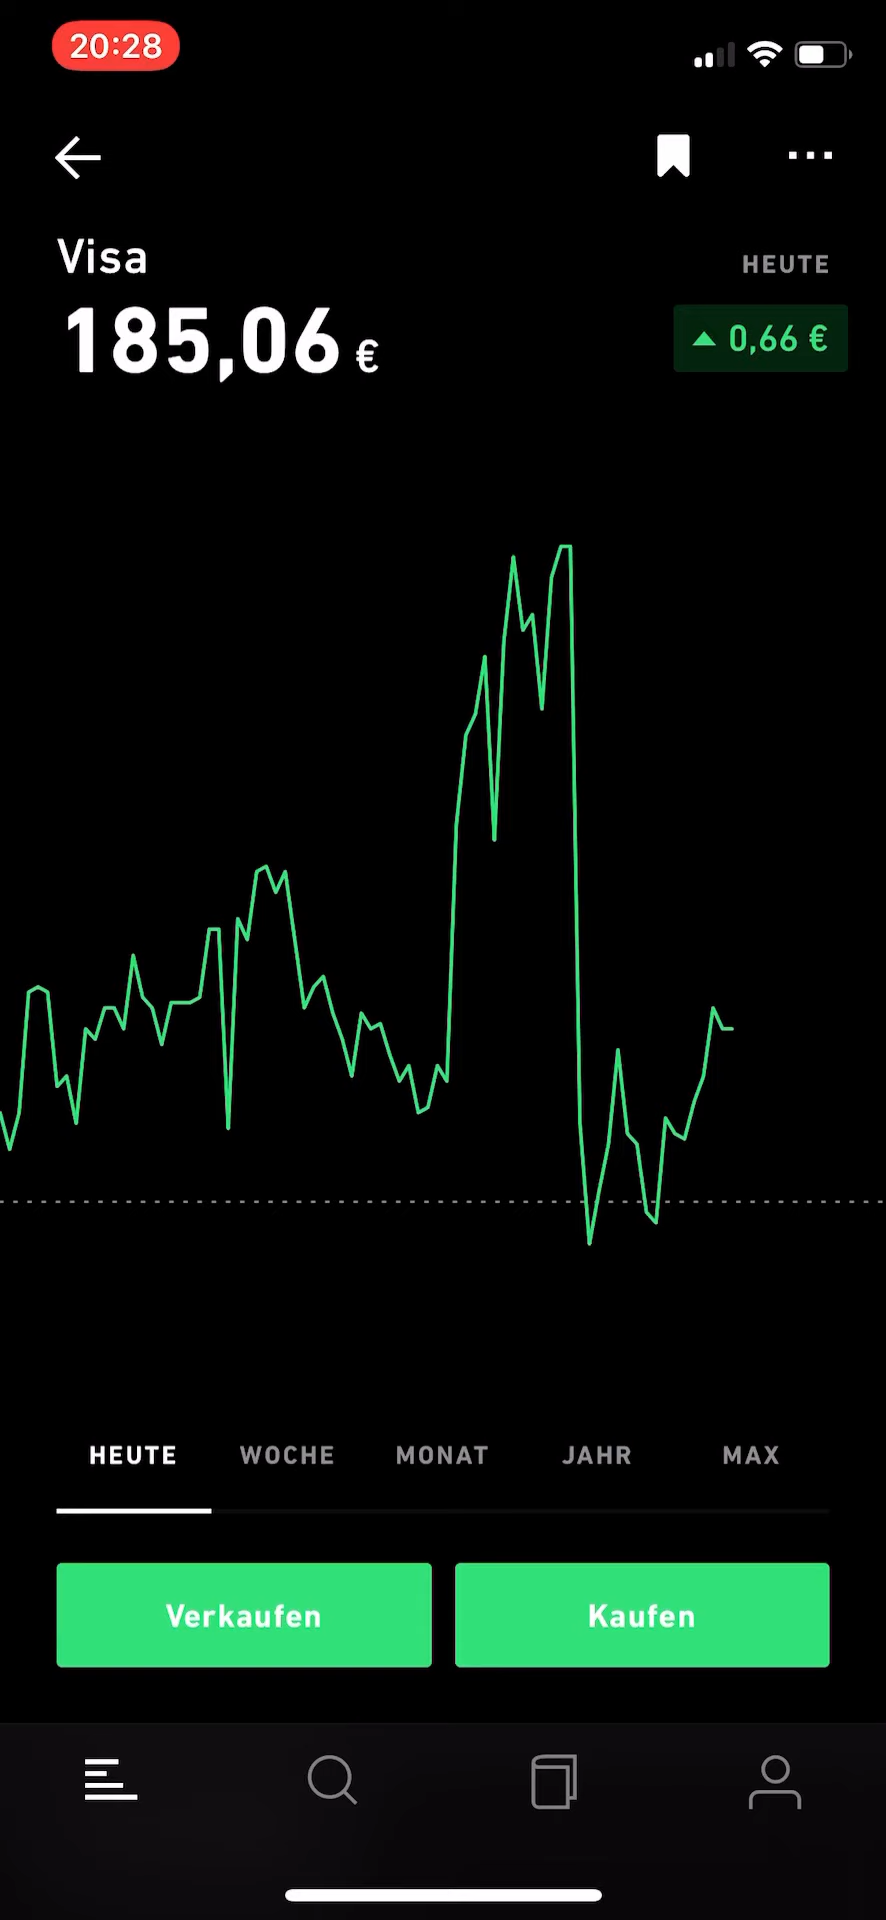 20:28
Visa
HEUTE
185,06 €
0,66 €
HEUTE WOCHE MONAT JAHR MAX
Verkaufen Kaufen